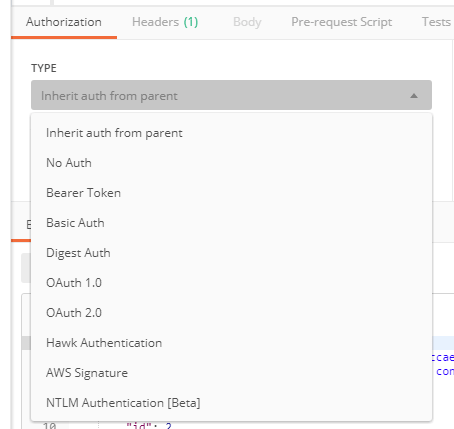 Authorization Headers (1) Body Pre-request Script Tests
TYPE
Inherit auth from parent
Inherit auth from parent
No Auth
Bearer Token
Basic Auth
Digest Auth
OAuth 1.0
OAuth 2.0
Hawk Authentication
AWS Signature
NTLM Authentication [Beta]
ccae
con
10 "id": 2